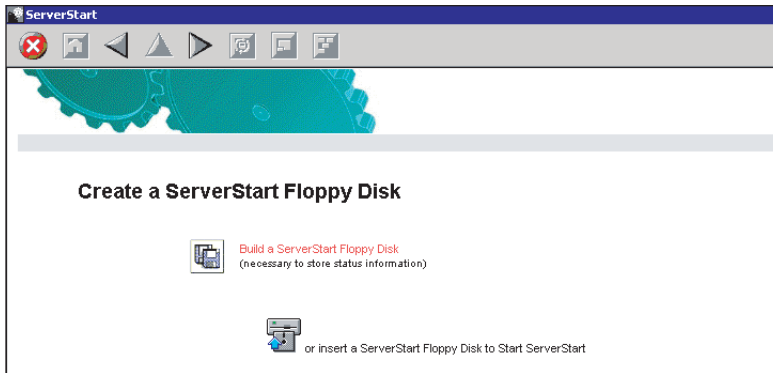 ServerStart
Create a ServerStart Floppy Disk
Build a ServerStart Floppy Disk
(necessary to store status information)
or insert a ServerStart Floppy Disk to Start ServerStart